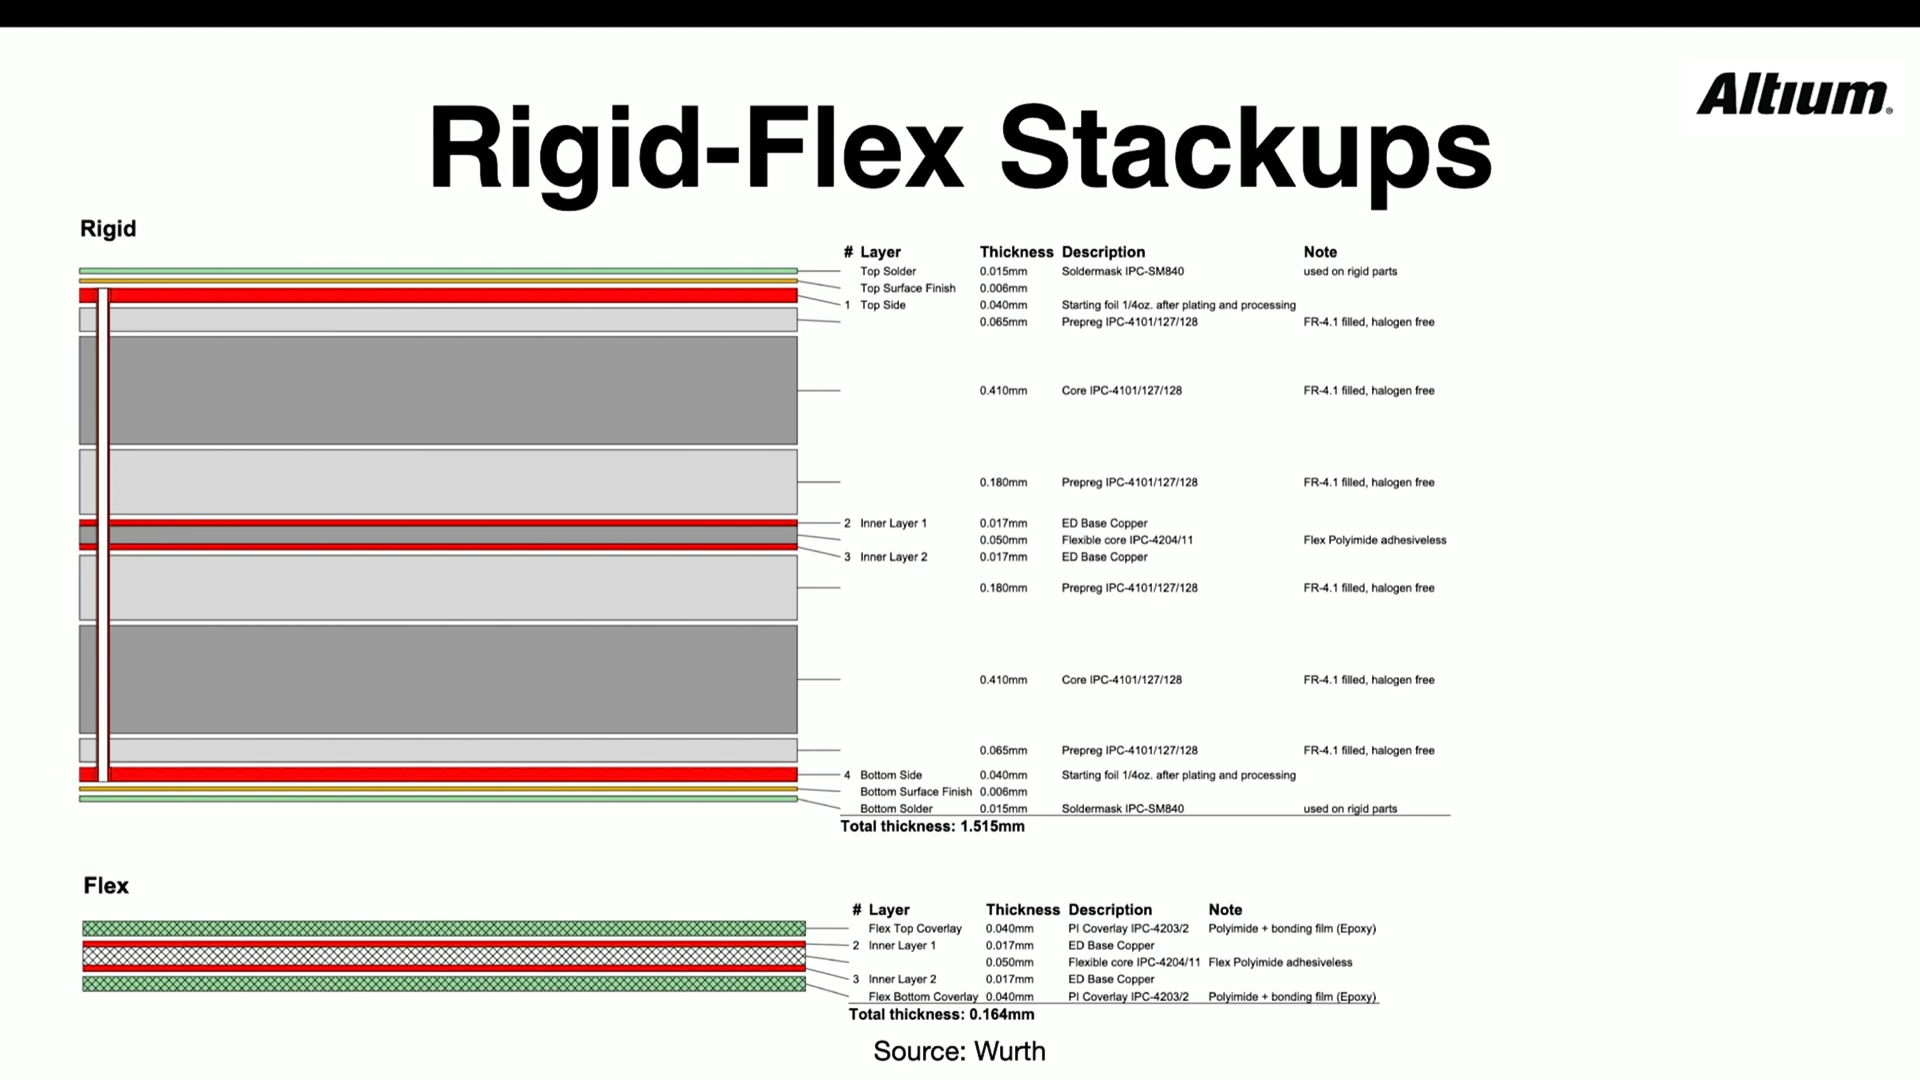 Altium®
Rigid-Flex Stackups
Rigid
# Layer Thickness Description Note
Top Solder 0.015mm Soldermask IPC-SM840 used on rigid parts
Top Surface Finish 0.006mm
1 Top Side 0.040mm Starting foil 1/4oz. after plating and processing
0.065mm Prepreg IPC-4101/127/128 FR-4.1 filled, halogen free
0.410mm Core IPC-4101/127/128 FR-4.1 filled, halogen free
0.180mm Prepreg IPC-4101/127/128 FR-4.1 filled, halogen free
2 Inner Layer 1 0.017mm ED Base Copper
0.050mm Flexible core IPC-4204/11 Flex Polyimide adhesiveless
3 Inner Layer 2 0.017mm ED Base Copper
0.180mm Prepreg IPC-4101/127/128 FR-4.1 filled, halogen free
0.410mm Core IPC-4101/127/128 FR-4.1 filled, halogen free
0.065mm Prepreg IPC-4101/127/128 FR-4.1 filled, halogen free
4 Bottom Side 0.040mm Starting foil 1/4oz. after plating and processing
Bottom Surface Finish 0.006mm
Bottom Solder 0.015mm Soldermask IPC-SM840 used on rigid parts
Total thickness: 1.515mm
Flex
# Layer Thickness Description Note
Flex Top Coverlay 0.040mm PI Coverlay IPC-4203/2 Polyimide + bonding film (Epoxy)
2 Inner Layer 1 0.017mm ED Base Copper
0.050mm Flexible core IPC-4204/11 Flex Polyimide adhesiveless
3 Inner Layer 2 0.017mm ED Base Copper
Flex Bottom Coverlay 0.040mm PI Coverlay IPC-4203/2 Polyimide + bonding film (Epoxy)
Total thickness: 0.164mm
Source: Wurth